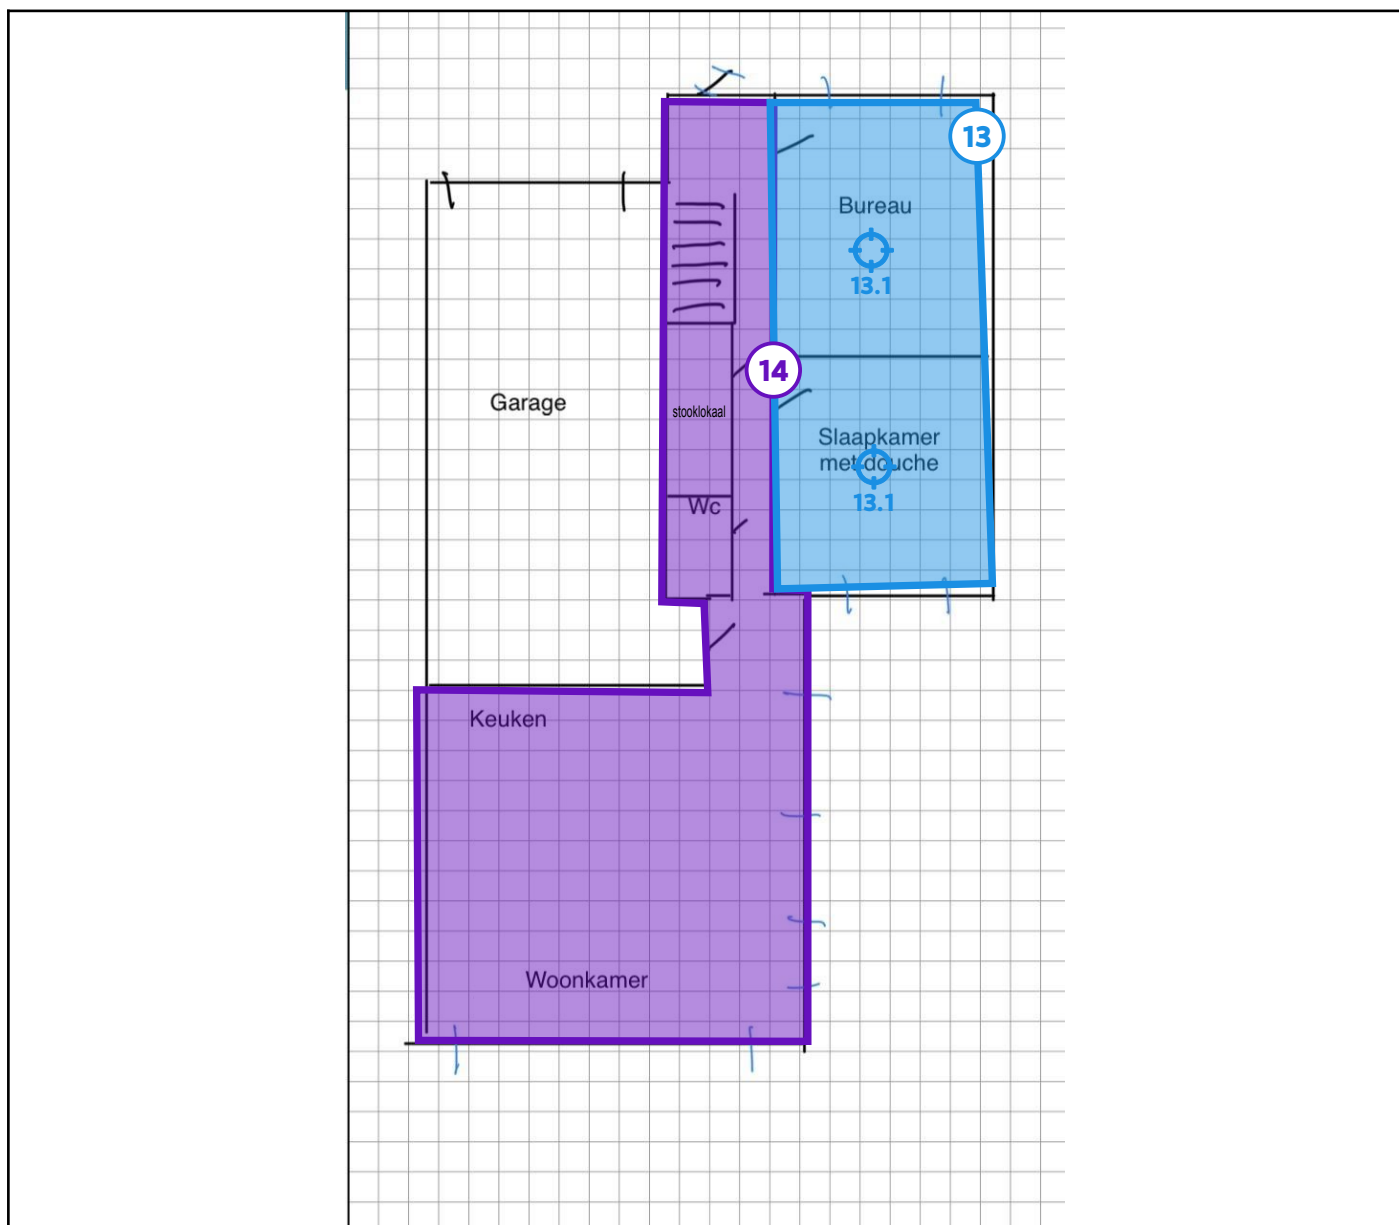 13
Bureau
13.1
14
Garage
stooklokaal
Slaapkamer
met douche
13.1
Wc
Keuken
Woonkamer